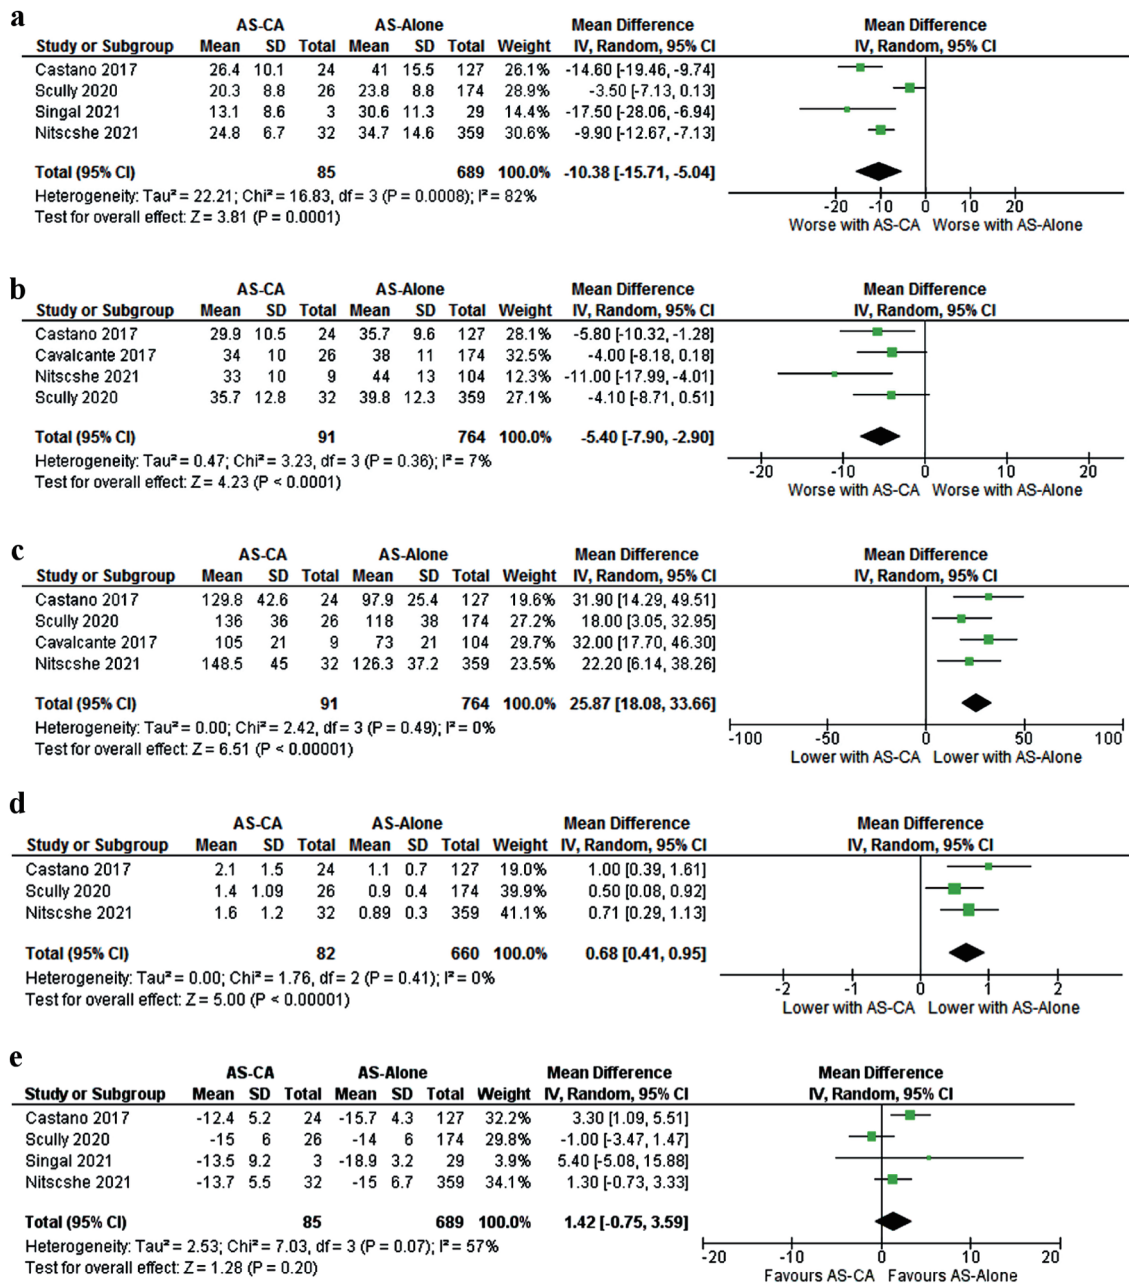 a
AS-CA AS-Alone Mean Difference Mean Difference
Study or Subgroup Mean SD Total Mean SD Total Weight IV, Random, 95% CI IV, Random, 95% CI
Castano 2017 26.4 10.1 24 41 15.5 127 26.1% -14.60 [-19.46, -9.74]
Scully 2020 20.3 8.8 26 23.8 8.8 174 28.9% -3.50 [-7.13, 0.13]
Singal 2021 13.1 8.6 3 30.6 11.3 29 14.4% -17.50 [-28.06, -6.94]
Nitscshe 2021 24.8 6.7 32 34.7 14.6 359 30.6% -9.90 [-12.67, -7.13]
Total (95% CI) 85 689 100.0% -10.38 [-15.71, -5.04]
Heterogeneity: Tau² = 22.21; Chi² = 16.83, df = 3 (P = 0.0008); I² = 82%
Test for overall effect: Z = 3.81 (P = 0.0001)
-20 -10 0 10 20
Worse with AS-CA Worse with AS-Alone
b
AS-CA AS-Alone Mean Difference Mean Difference
Study or Subgroup Mean SD Total Mean SD Total Weight IV, Random, 95% CI IV, Random, 95% CI
Castano 2017 29.9 10.5 24 35.7 9.6 127 28.1% -5.80 [-10.32, -1.28]
Cavalcante 2017 34 10 26 38 11 174 32.5% -4.00 [-8.18, 0.18]
Nitscshe 2021 33 10 9 44 13 104 12.3% -11.00 [-17.99, -4.01]
Scully 2020 35.7 12.8 32 39.8 12.3 359 27.1% -4.10 [-8.71, 0.51]
Total (95% CI) 91 764 100.0% -5.40 [-7.90, -2.90]
Heterogeneity: Tau² = 0.47; Chi² = 3.23, df = 3 (P = 0.36); I² = 7%
Test for overall effect: Z = 4.23 (P < 0.0001)
-20 -10 0 10 20
Worse with AS-CA Worse with AS-Alone
c
AS-CA AS-Alone Mean Difference Mean Difference
Study or Subgroup Mean SD Total Mean SD Total Weight IV, Random, 95% CI IV, Random, 95% CI
Castano 2017 129.8 42.6 24 97.9 25.4 127 19.6% 31.90 [14.29, 49.51]
Scully 2020 136 36 26 118 38 174 27.2% 18.00 [3.05, 32.95]
Cavalcante 2017 105 21 9 73 21 104 29.7% 32.00 [17.70, 46.30]
Nitscshe 2021 148.5 45 32 126.3 37.2 359 23.5% 22.20 [6.14, 38.26]
Total (95% CI) 91 764 100.0% 25.87 [18.08, 33.66]
Heterogeneity: Tau² = 0.00; Chi² = 2.42, df = 3 (P = 0.49); I² = 0%
Test for overall effect: Z = 6.51 (P < 0.00001)
-100 -50 0 50 100
Lower with AS-CA Lower with AS-Alone
d
AS-CA AS-Alone Mean Difference Mean Difference
Study or Subgroup Mean SD Total Mean SD Total Weight IV, Random, 95% CI IV, Random, 95% CI
Castano 2017 2.1 1.5 24 1.1 0.7 127 19.0% 1.00 [0.39, 1.61]
Scully 2020 1.4 1.09 26 0.9 0.4 174 39.9% 0.50 [0.08, 0.92]
Nitscshe 2021 1.6 1.2 32 0.89 0.3 359 41.1% 0.71 [0.29, 1.13]
Total (95% CI) 82 660 100.0% 0.68 [0.41, 0.95]
Heterogeneity: Tau² = 0.00; Chi² = 1.76, df = 2 (P = 0.41); I² = 0%
Test for overall effect: Z = 5.00 (P < 0.00001)
-2 -1 0 1 2
Lower with AS-CA Lower with AS-Alone
e
AS-CA AS-Alone Mean Difference Mean Difference
Study or Subgroup Mean SD Total Mean SD Total Weight IV, Random, 95% CI IV, Random, 95% CI
Castano 2017 -12.4 5.2 24 -15.7 4.3 127 32.2% 3.30 [1.09, 5.51]
Scully 2020 -15 6 26 -14 6 174 29.8% -1.00 [-3.47, 1.47]
Singal 2021 -13.5 9.2 3 -18.9 3.2 29 3.9% 5.40 [-5.08, 15.88]
Nitscshe 2021 -13.7 5.5 32 -15 6.7 359 34.1% 1.30 [-0.73, 3.33]
Total (95% CI) 85 689 100.0% 1.42 [-0.75, 3.59]
Heterogeneity: Tau² = 2.53; Chi² = 7.03, df = 3 (P = 0.07); I² = 57%
Test for overall effect: Z = 1.28 (P = 0.20)
-20 -10 0 10 20
Favours AS-CA Favours AS-Alone